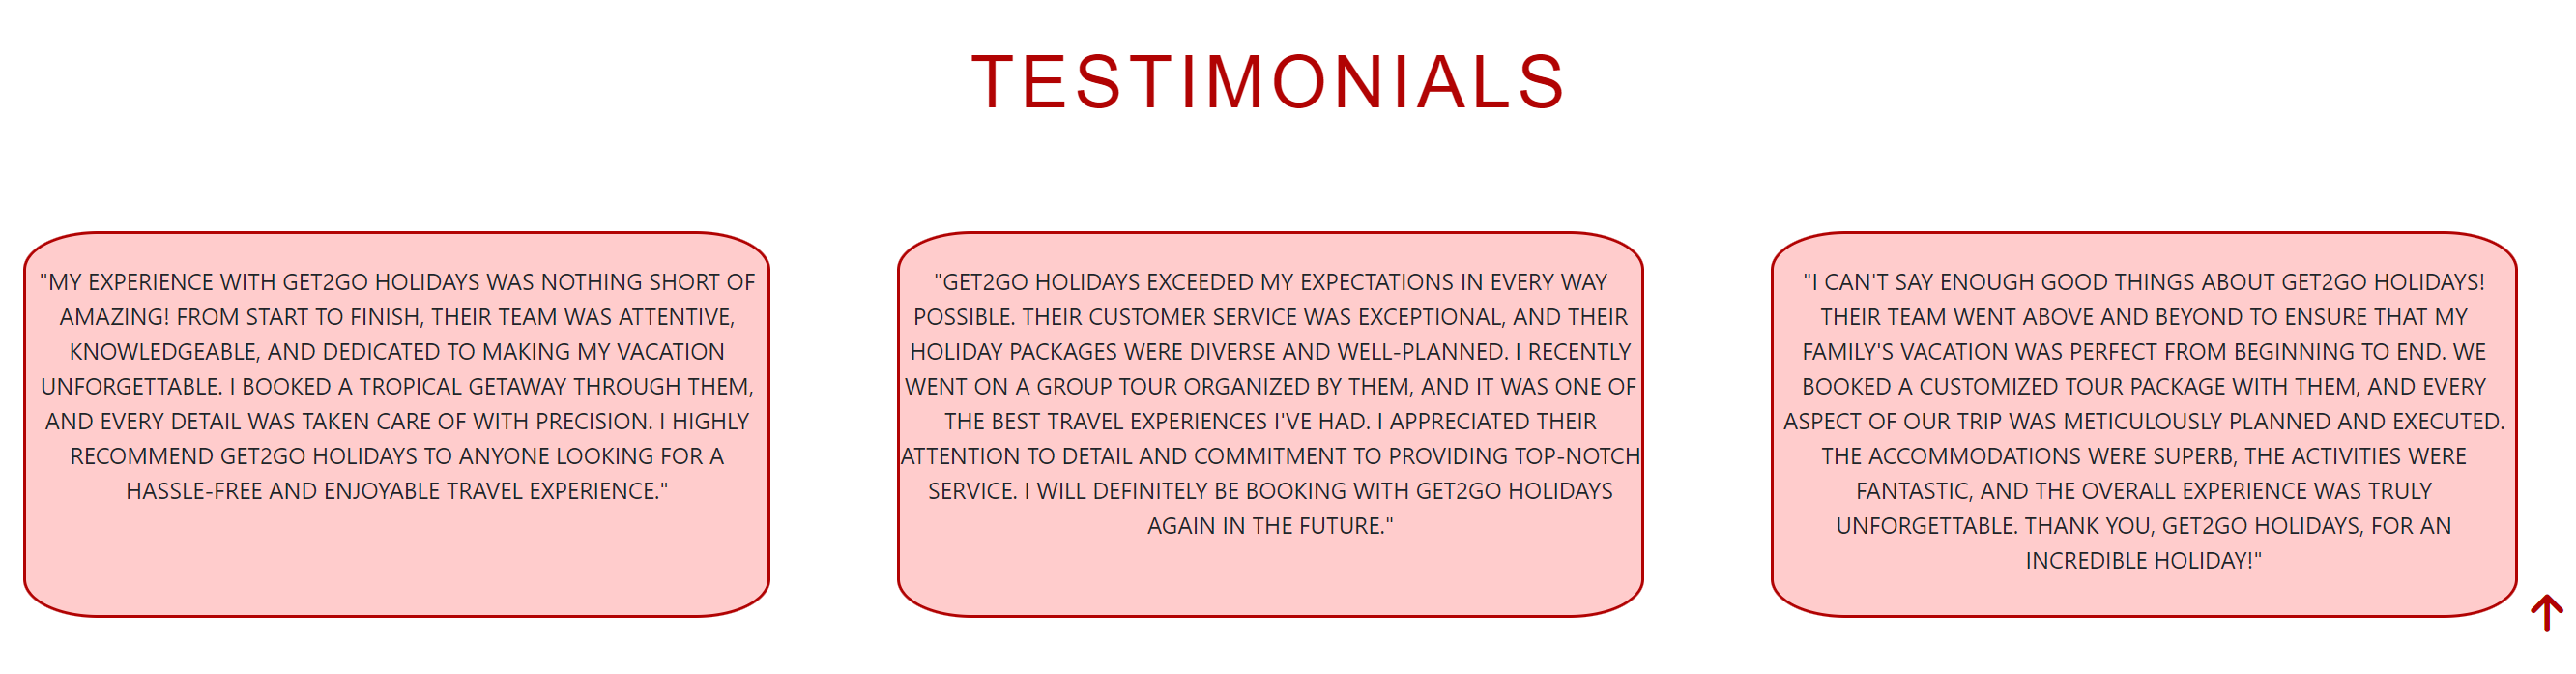 TESTIMONIALS
"MY EXPERIENCE WITH GET2GO HOLIDAYS WAS NOTHING SHORT OF
AMAZING! FROM START TO FINISH, THEIR TEAM WAS ATTENTIVE,
KNOWLEDGEABLE, AND DEDICATED TO MAKING MY VACATION
UNFORGETTABLE. I BOOKED A TROPICAL GETAWAY THROUGH THEM,
AND EVERY DETAIL WAS TAKEN CARE OF WITH PRECISION. I HIGHLY
RECOMMEND GET2GO HOLIDAYS TO ANYONE LOOKING FOR A
HASSLE-FREE AND ENJOYABLE TRAVEL EXPERIENCE."
"GET2GO HOLIDAYS EXCEEDED MY EXPECTATIONS IN EVERY WAY
POSSIBLE. THEIR CUSTOMER SERVICE WAS EXCEPTIONAL, AND THEIR
HOLIDAY PACKAGES WERE DIVERSE AND WELL-PLANNED. I RECENTLY
WENT ON A GROUP TOUR ORGANIZED BY THEM, AND IT WAS ONE OF
THE BEST TRAVEL EXPERIENCES I'VE HAD. I APPRECIATED THEIR
ATTENTION TO DETAIL AND COMMITMENT TO PROVIDING TOP-NOTCH
SERVICE. I WILL DEFINITELY BE BOOKING WITH GET2GO HOLIDAYS
AGAIN IN THE FUTURE."
"I CAN'T SAY ENOUGH GOOD THINGS ABOUT GET2GO HOLIDAYS!
THEIR TEAM WENT ABOVE AND BEYOND TO ENSURE THAT MY
FAMILY'S VACATION WAS PERFECT FROM BEGINNING TO END. WE
BOOKED A CUSTOMIZED TOUR PACKAGE WITH THEM, AND EVERY
ASPECT OF OUR TRIP WAS METICULOUSLY PLANNED AND EXECUTED.
THE ACCOMMODATIONS WERE SUPERB, THE ACTIVITIES WERE
FANTASTIC, AND THE OVERALL EXPERIENCE WAS TRULY
UNFORGETTABLE. THANK YOU, GET2GO HOLIDAYS, FOR AN
INCREDIBLE HOLIDAY!"